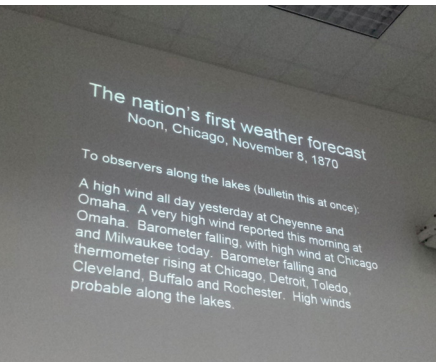 The nation's first weather forecast
Noon, Chicago, November 8, 1870
To observers along the lakes (bulletin this at once):
A high wind all day yesterday at Cheyenne and
Omaha. A very high wind reported this morning at
Omaha. Barometer falling, with high wind at Chicago
and Milwaukee today. Barometer falling and
thermometer rising at Chicago, Detroit, Toledo,
Cleveland, Buffalo and Rochester. High winds
probable along the lakes.